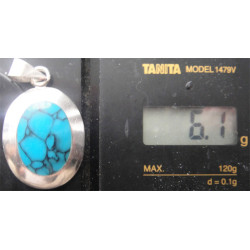 TANITA MODEL 1479V
6.1 g
MAX. 120g
d = 0.1g